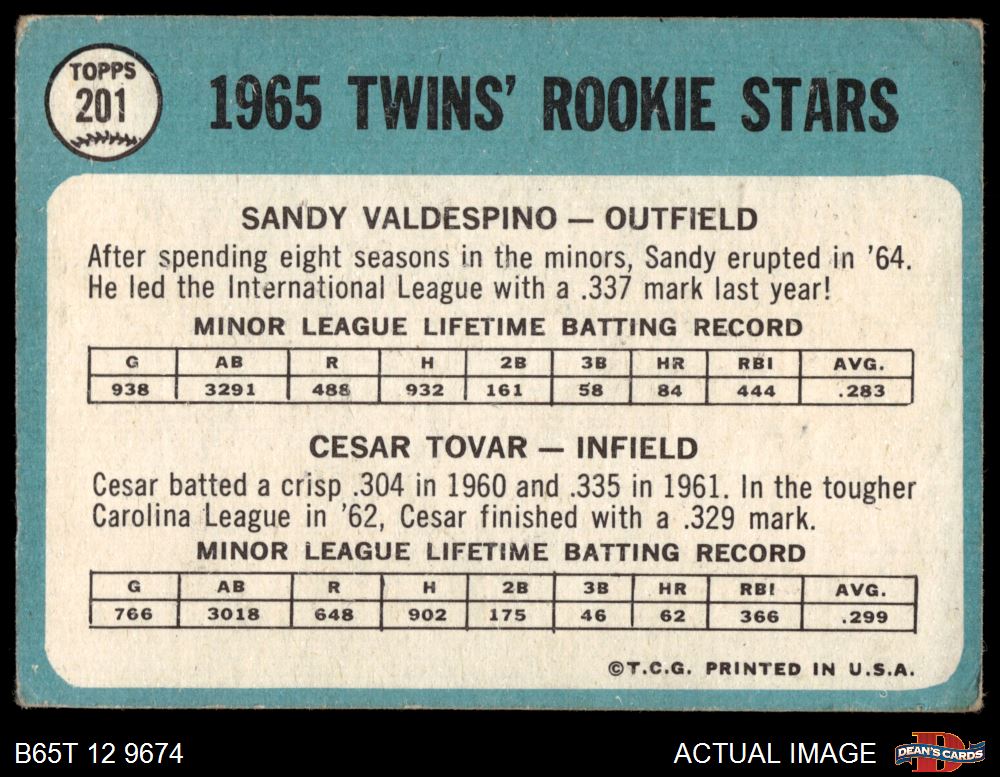 TOPPS
201
1965 TWINS' ROOKIE STARS
SANDY VALDESPINO — OUTFIELD
After spending eight seasons in the minors, Sandy erupted in '64.
He led the International League with a .337 mark last year!
MINOR LEAGUE LIFETIME BATTING RECORD
G AB R H 2B 3B HR RBI AVG.
938 3291 488 932 161 58 84 444 .283
CESAR TOVAR — INFIELD
Cesar batted a crisp .304 in 1960 and .335 in 1961. In the tougher
Carolina League in '62, Cesar finished with a .329 mark.
MINOR LEAGUE LIFETIME BATTING RECORD
G AB R H 2B 3B HR RBI AVG.
766 3018 648 902 175 46 62 366 .299
©T.C.G. PRINTED IN U.S.A.
B65T 12 9674
ACTUAL IMAGE
D
DEAN'S CARDS